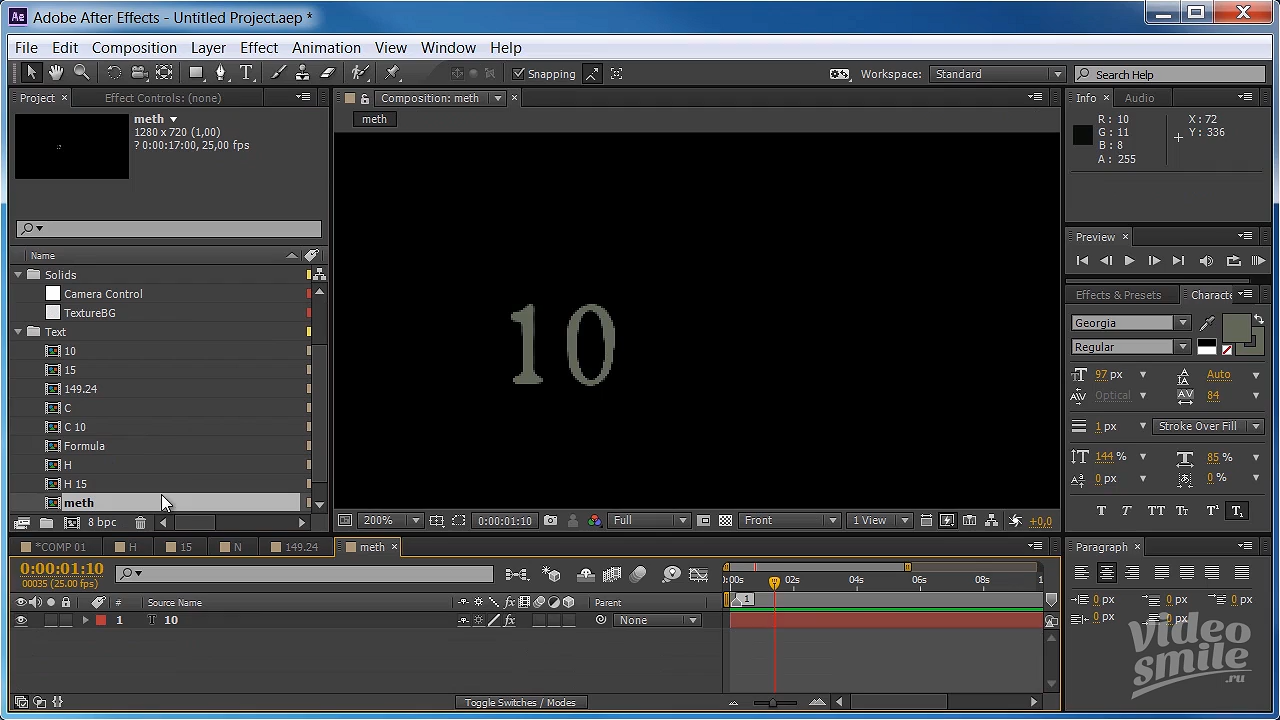 Adobe After Effects - Untitled Project.aep *
File Edit Composition Layer Effect Animation View Window Help
Snapping
Workspace: Standard
Search Help
Project
Effect Controls: (none)
meth
1280 x 720 (1,00)
? 0:00:17:00, 25,00 fps
Name
Solids
Camera Control
TextureBG
Text
10
15
149.24
C
C 10
Formula
H
H 15
meth
8 bpc
Composition: meth
meth
10
200%
0:00:01:10
Full
Front
1 View
+0,0
Info
Audio
R : 10
G : 11
B : 8
A : 255
X : 72
Y : 336
Preview
Effects & Presets
Characte
Georgia
Regular
97 px
Auto
Optical
84
1 px
Stroke Over Fill
144 %
85 %
0 px
0 %
T T TT Tт T¹ T₁
*COMP 01
H
15
N
149.24
meth
0:00:01:10
00035 (25.00 fps)
# Source Name
fx
Parent
:00s 02s 04s 06s 08s 1
1
1 T 10
fx
None
Toggle Switches / Modes
Paragraph
0 px 0 px 0 px
0 px 0 px
video
smile
.ru